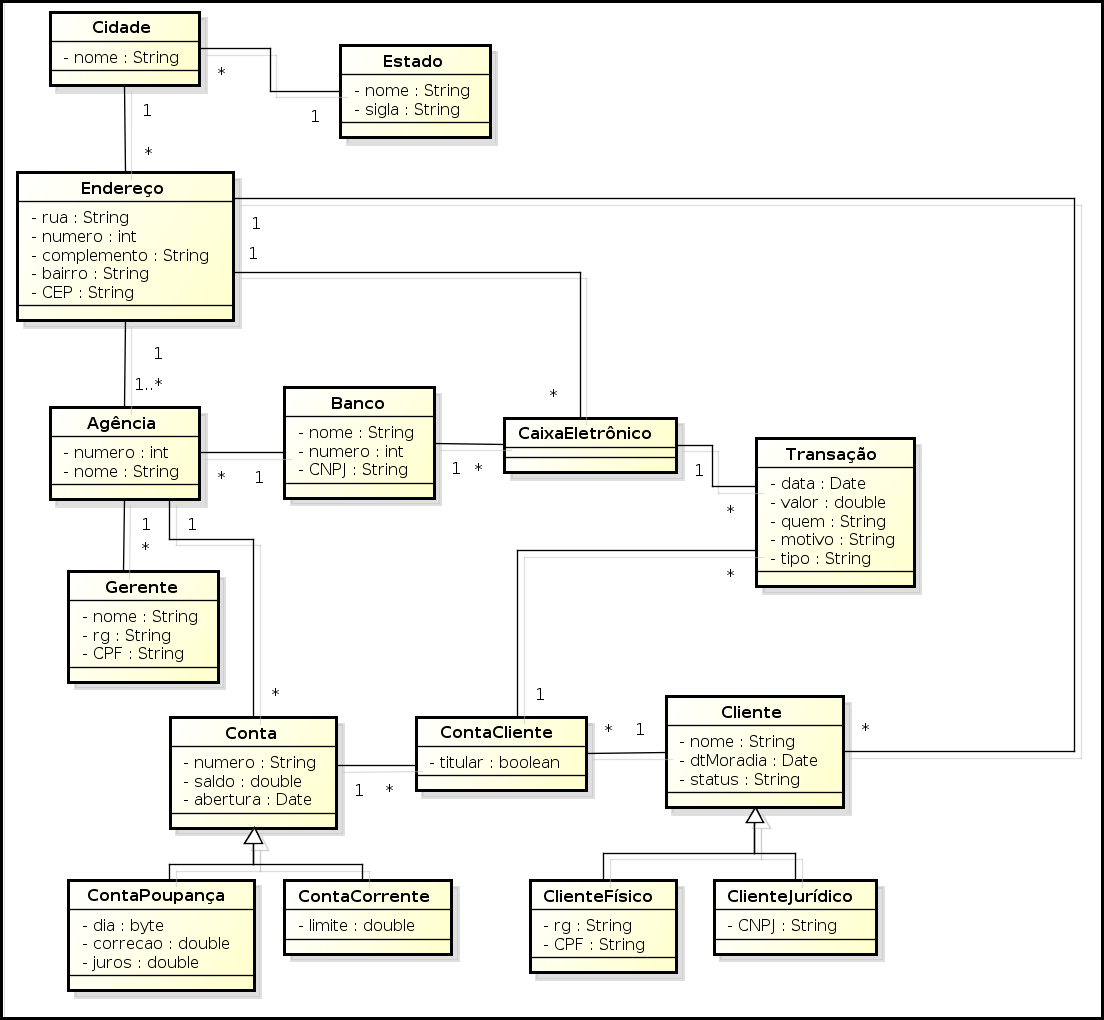 Cidade
- nome : String
*
1
Estado
- nome : String
- sigla : String
1
*
Endereço
- rua : String
- numero : int
- complemento : String
- bairro : String
- CEP : String
1
1
1
1..*
*
Agência
- numero : int
- nome : String
*
1
Banco
- nome : String
- numero : int
- CNPJ : String
1
*
CaixaEletrônico
1
*
Transação
- data : Date
- valor : double
- quem : String
- motivo : String
- tipo : String
*
1
1
*
Gerente
- nome : String
- rg : String
- CPF : String
*
1
Conta
- numero : String
- saldo : double
- abertura : Date
1
*
ContaCliente
- titular : boolean
*
1
Cliente
- nome : String
- dtMoradia : Date
- status : String
*
ContaPoupança
- dia : byte
- correcao : double
- juros : double
ContaCorrente
- limite : double
ClienteFísico
- rg : String
- CPF : String
ClienteJurídico
- CNPJ : String